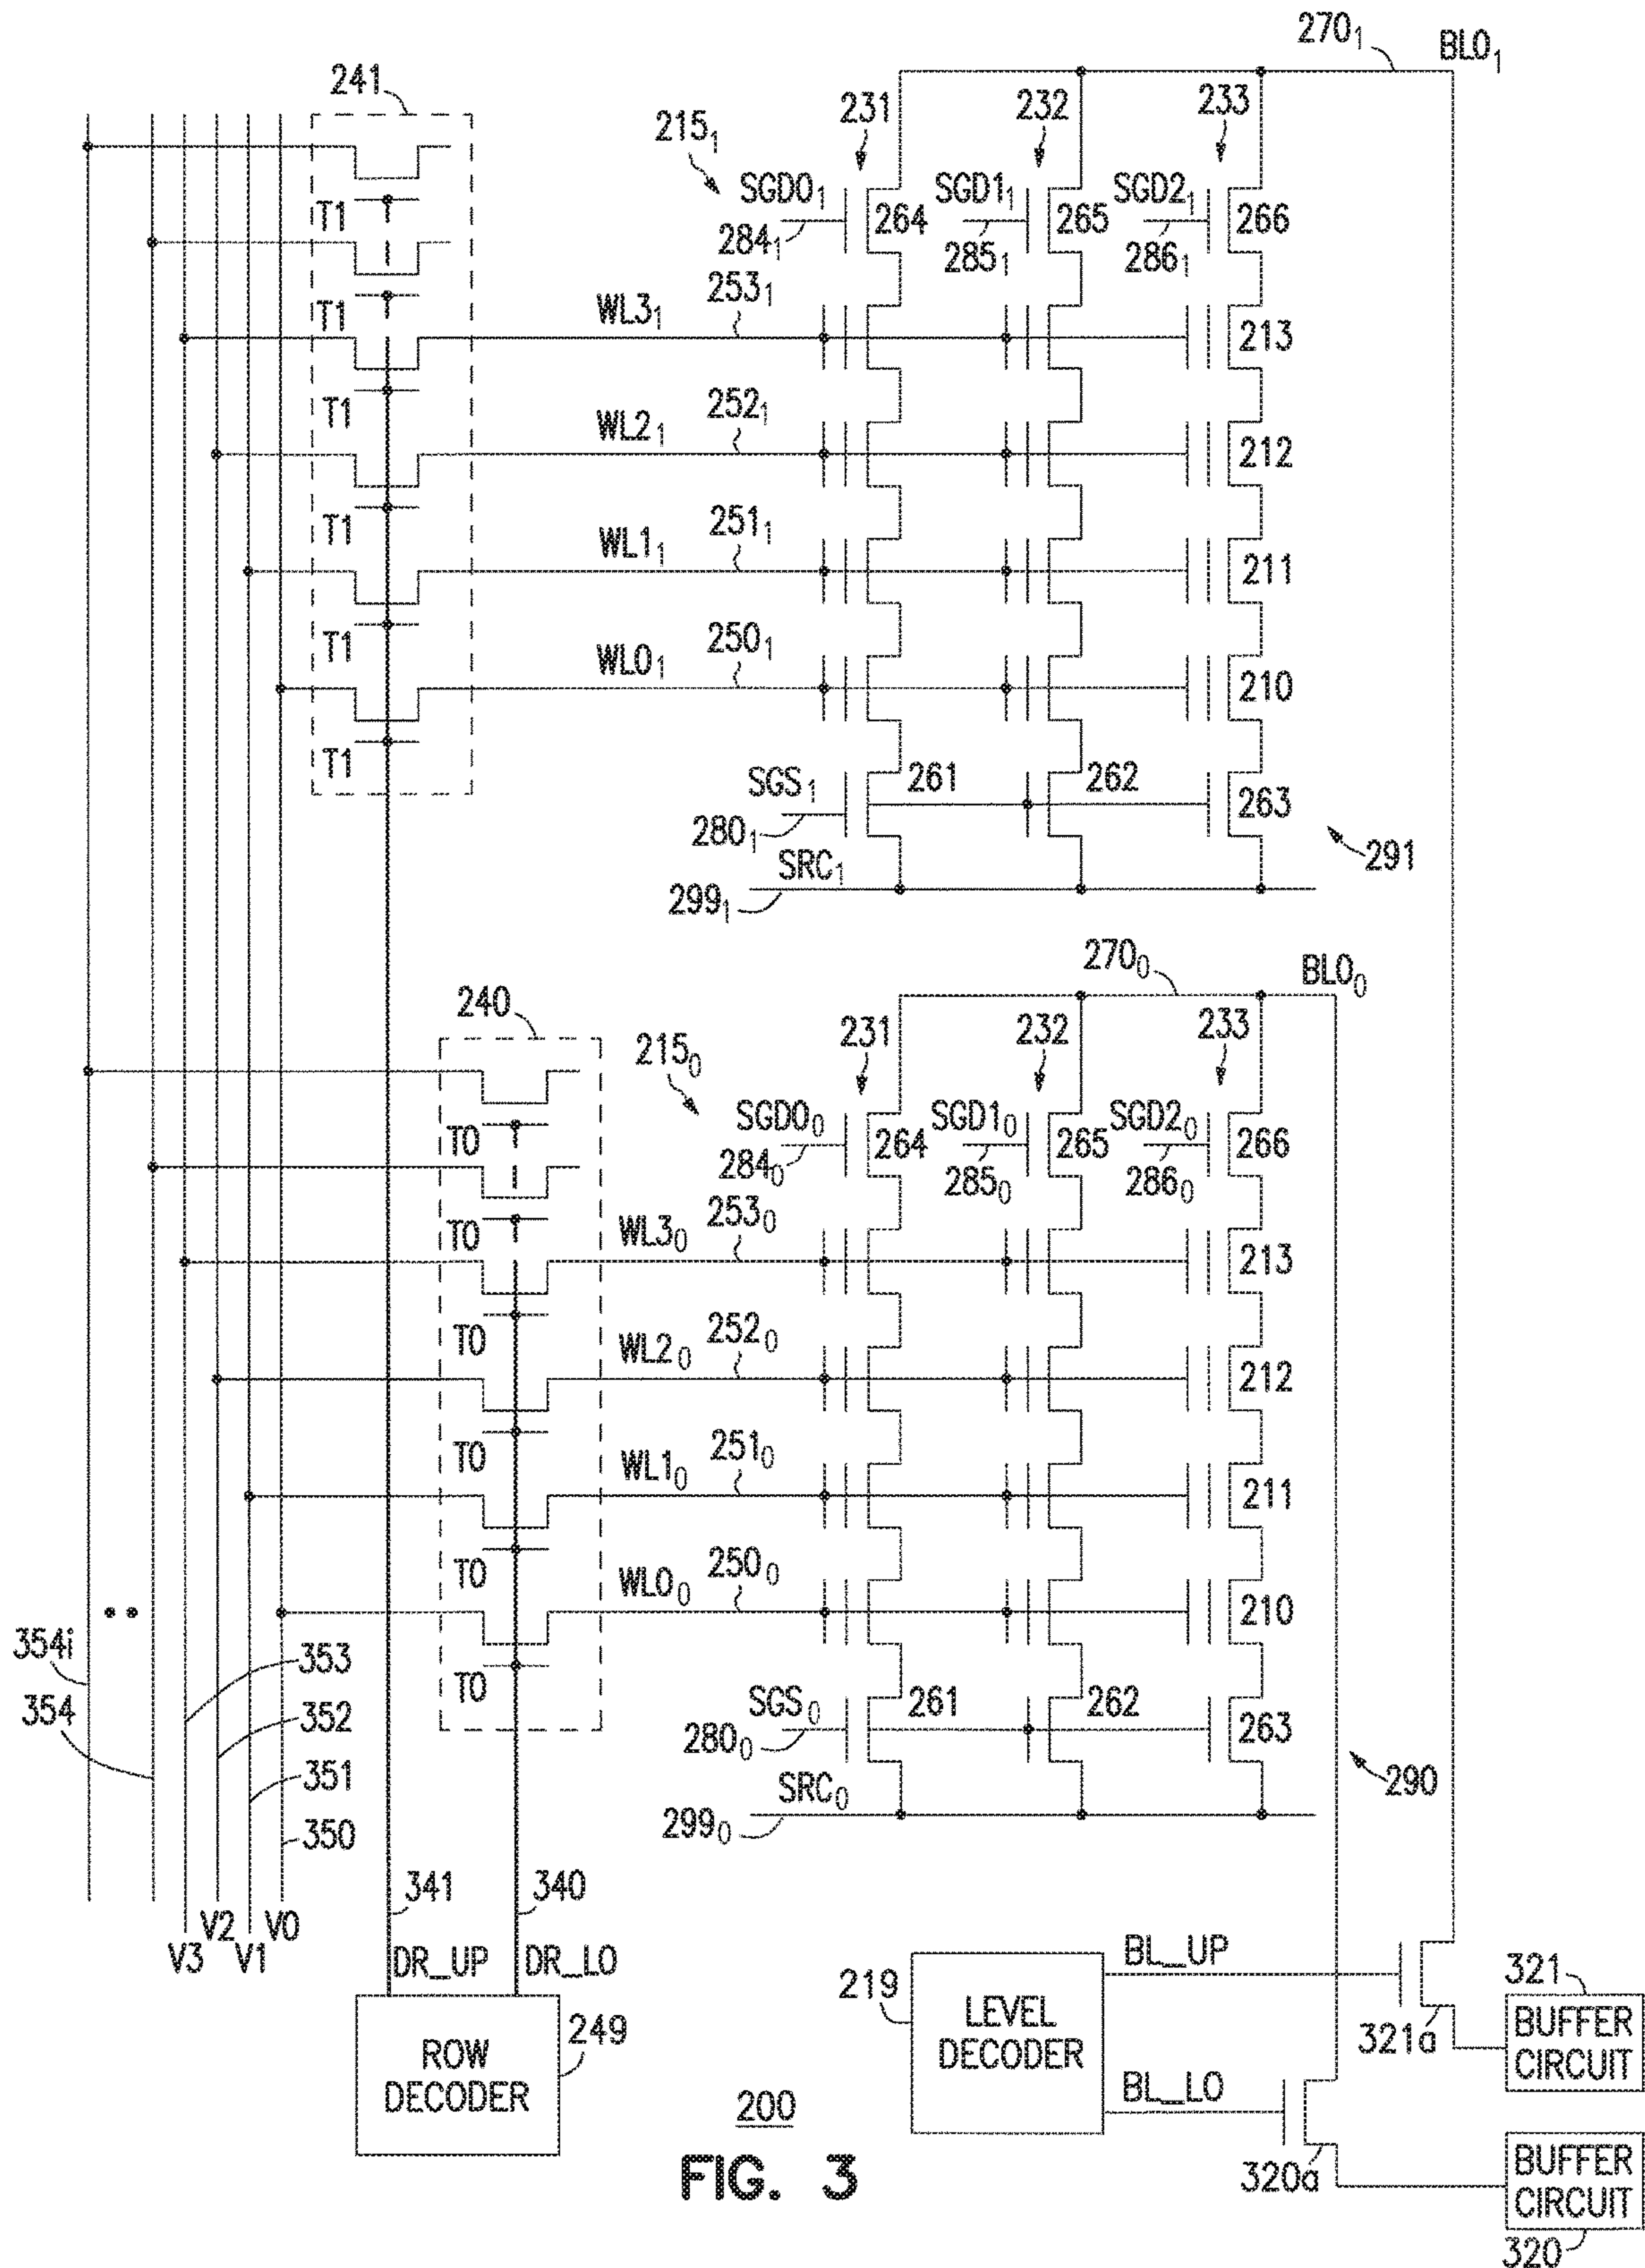 270₁ BL0₁
241
231 232 233
215₁
SGD0₁ SGD1₁ SGD2₁
264 265 266
284₁ 285₁ 286₁
T1
T1
WL3₁ 253₁ 213
T1
WL2₁ 252₁ 212
T1
WL1₁ 251₁ 211
T1
WL0₁ 250₁ 210
T1
SGS₁ 261 262 263
280₁
291
SRC₁
299₁
270₀ BL0₀
240
231 232 233
215₀
SGD0₀ SGD1₀ SGD2₀
264 265 266
284₀ 285₀ 286₀
T0
T0
WL3₀ 253₀ 213
T0
WL2₀ 252₀ 212
T0
WL1₀ 251₀ 211
T0
WL0₀ 250₀ 210
T0
354i
354
353
352
351
350
SGS₀ 261 262 263
280₀
290
SRC₀
299₀
341 340
V3 V2 V1 V0
DR_UP DR_LO
ROW
DECODER
249
219
LEVEL
DECODER
BL_UP
BL_LO
321
BUFFER
CIRCUIT
321a
320a
BUFFER
CIRCUIT
320
200
FIG. 3